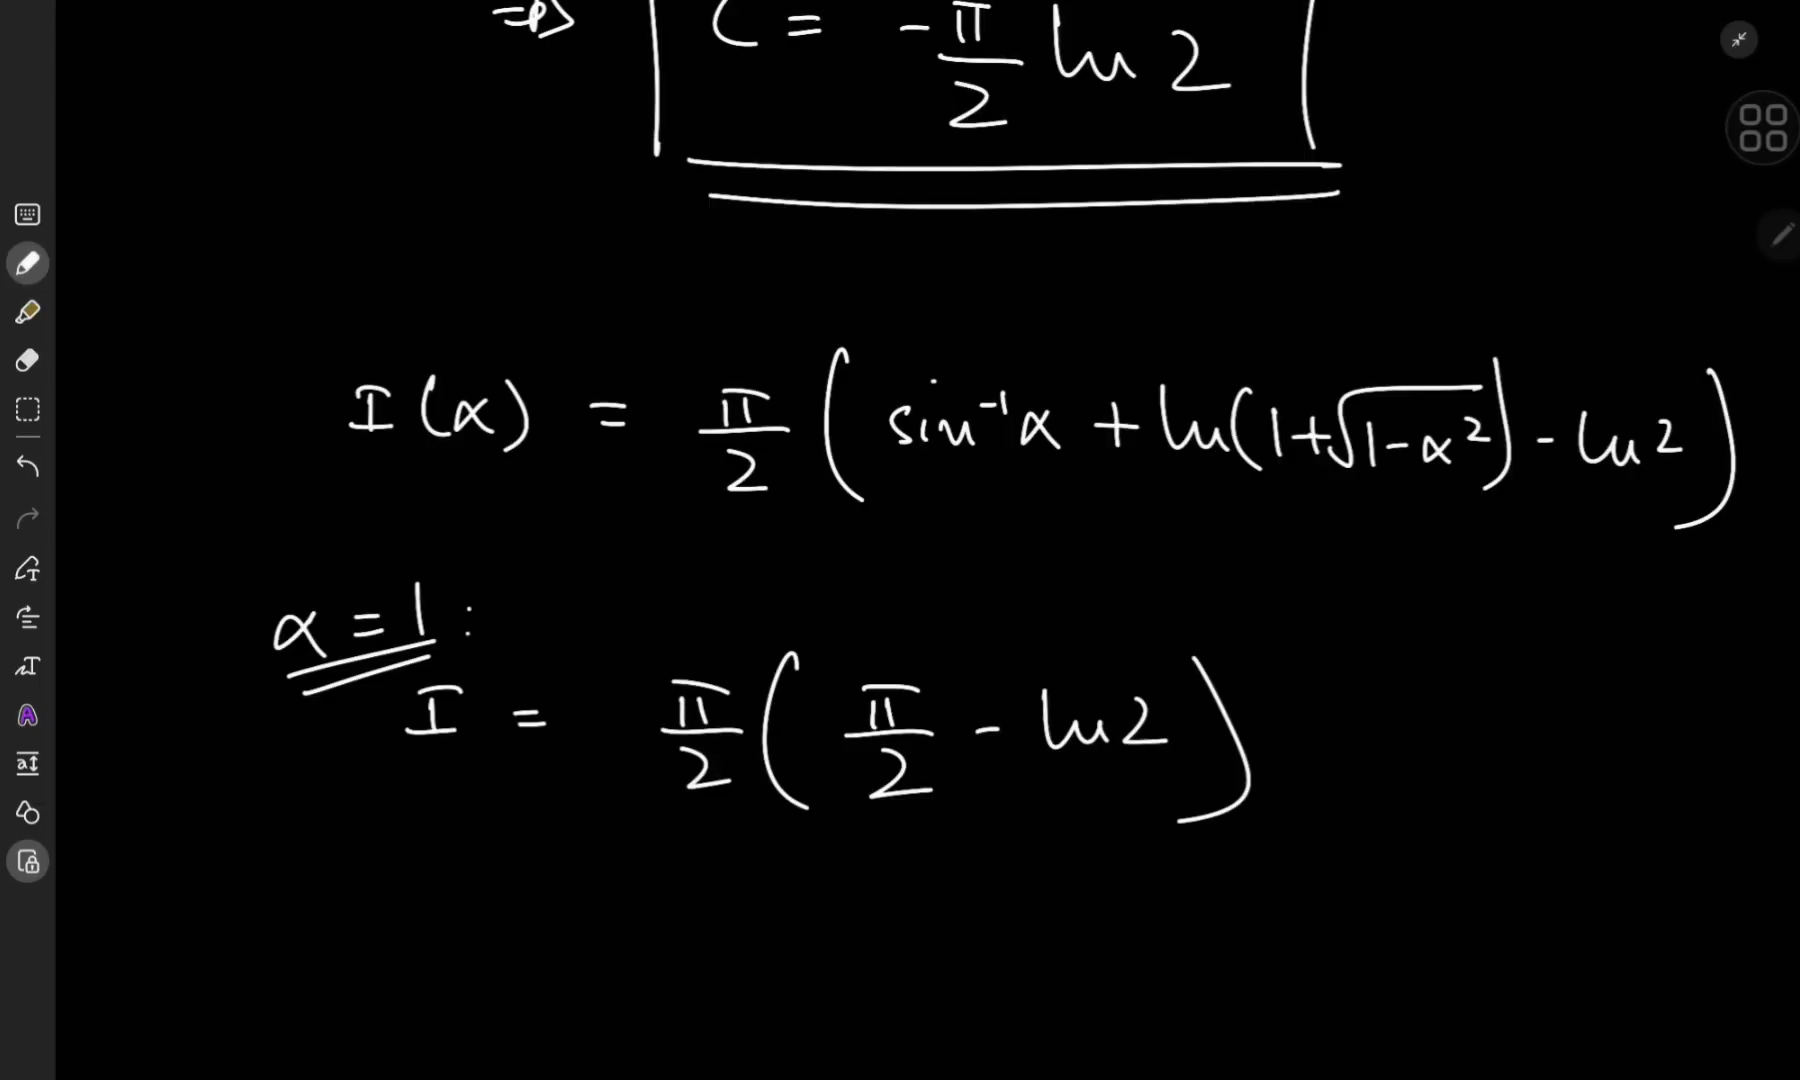 ⇒ C = -π/2 ln 2
I(α) = π/2 ( sin⁻¹α + ln(1+√(1-α²)) - ln 2 )
α = 1 :
I = π/2 ( π/2 - ln 2 )